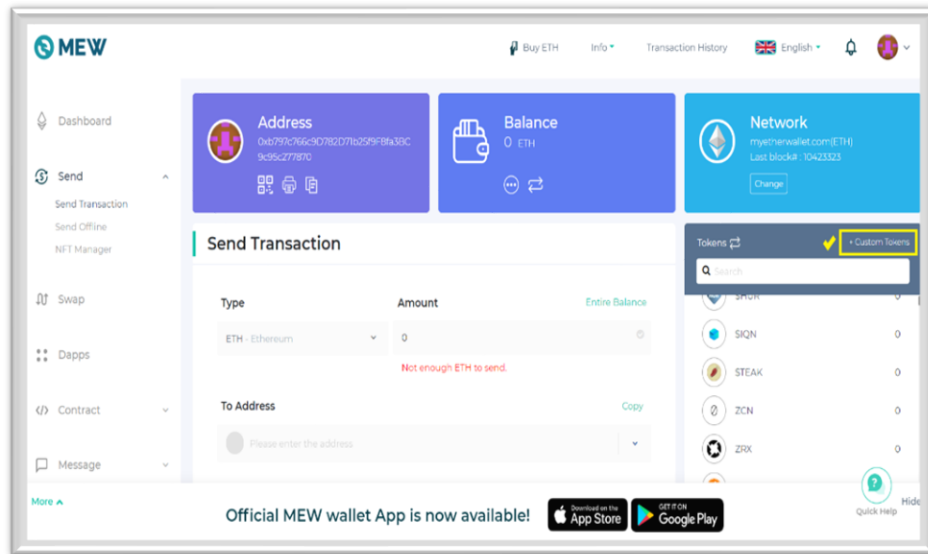 MEW
Buy ETH
Info
Transaction History
English
Dashboard
Send
Send Transaction
Send Offline
NFT Manager
Swap
Dapps
Contract
Message
More
Address
0xb797c766c9D782D71b25f9F8fa3BC
9c95c277870
Balance
0 ETH
Network
myetherwallet.com(ETH)
Last block# : 10423323
Change
Send Transaction
Type
Amount
Entire Balance
ETH - Ethereum
0
Not enough ETH to send.
To Address
Copy
Please enter the address
Tokens
+ Custom Tokens
Search
0
SIQN 0
STEAK 0
ZCN 0
ZRX 0
Quick Help
Hide
Official MEW wallet App is now available!
Download on the
App Store
GET IT ON
Google Play